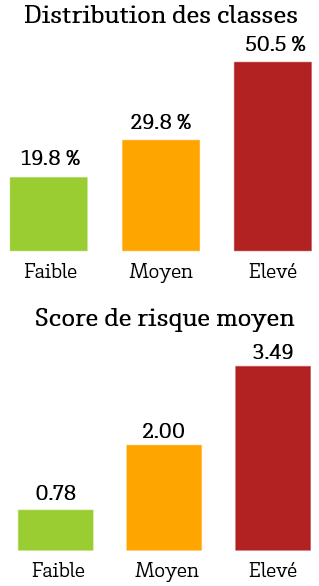 Distribution des classes
50.5 %
29.8 %
19.8 %
Faible Moyen Elevé
Score de risque moyen
3.49
2.00
0.78
Faible Moyen Elevé